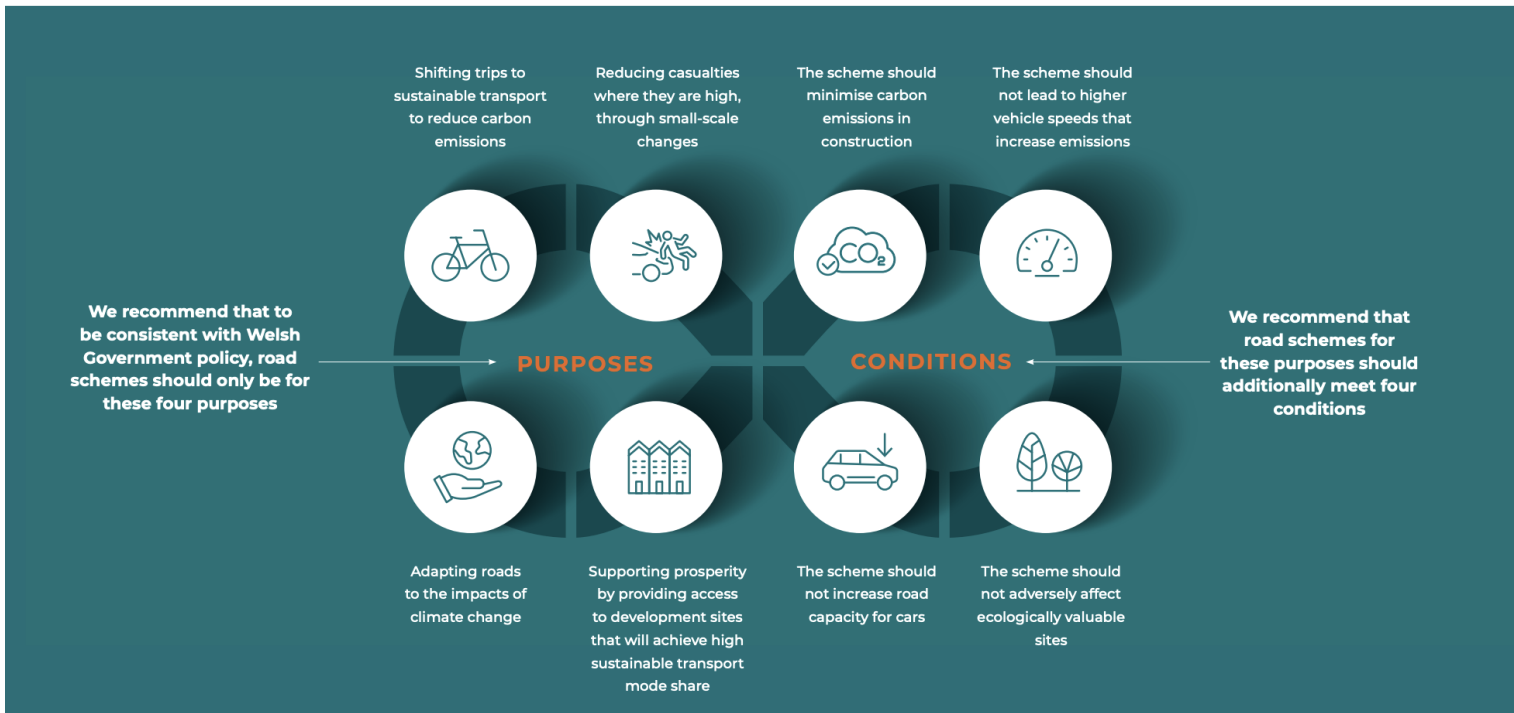 Shifting trips to
sustainable transport
to reduce carbon
emissions
Reducing casualties
where they are high,
through small-scale
changes
The scheme should
minimise carbon
emissions in
construction
The scheme should
not lead to higher
vehicle speeds that
increase emissions
CO₂
We recommend that to
be consistent with Welsh
Government policy, road
schemes should only be for
these four purposes
PURPOSES
CONDITIONS
We recommend that
road schemes for
these purposes should
additionally meet four
conditions
Adapting roads
to the impacts of
climate change
Supporting prosperity
by providing access
to development sites
that will achieve high
sustainable transport
mode share
The scheme should
not increase road
capacity for cars
The scheme should
not adversely affect
ecologically valuable
sites